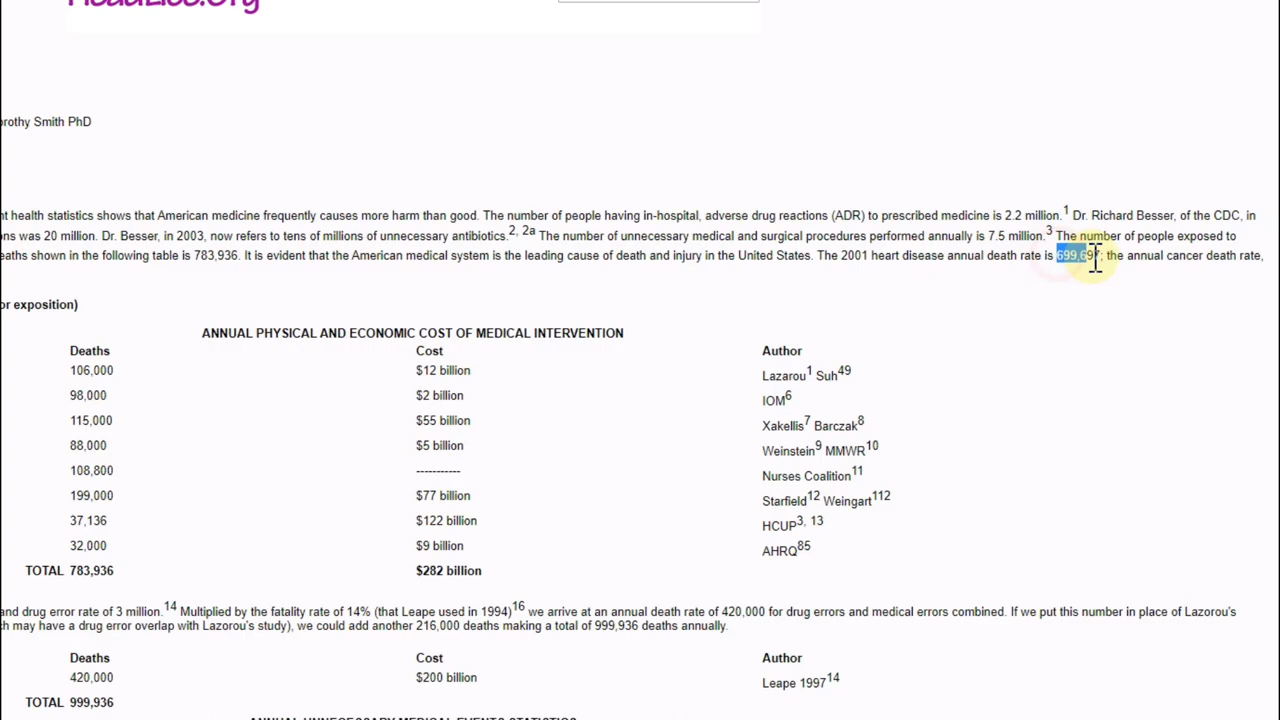 HeadLice.Org
orothy Smith PhD
nt health statistics shows that American medicine frequently causes more harm than good. The number of people having in-hospital, adverse drug reactions (ADR) to prescribed medicine is 2.2 million.1 Dr. Richard Besser, of the CDC, in
ns was 20 million. Dr. Besser, in 2003, now refers to tens of millions of unnecessary antibiotics.2, 2a The number of unnecessary medical and surgical procedures performed annually is 7.5 million.3 The number of people exposed to
eaths shown in the following table is 783,936. It is evident that the American medical system is the leading cause of death and injury in the United States. The 2001 heart disease annual death rate is 699,697; the annual cancer death rate,
or exposition)
ANNUAL PHYSICAL AND ECONOMIC COST OF MEDICAL INTERVENTION
Deaths Cost Author
106,000 $12 billion Lazarou1 Suh49
98,000 $2 billion IOM6
115,000 $55 billion Xakellis7 Barczak8
88,000 $5 billion Weinstein9 MMWR10
108,800 ----------- Nurses Coalition11
199,000 $77 billion Starfield12 Weingart112
37,136 $122 billion HCUP3, 13
32,000 $9 billion AHRQ85
TOTAL 783,936 $282 billion
and drug error rate of 3 million.14 Multiplied by the fatality rate of 14% (that Leape used in 1994)16 we arrive at an annual death rate of 420,000 for drug errors and medical errors combined. If we put this number in place of Lazorou's
ch may have a drug error overlap with Lazorou's study), we could add another 216,000 deaths making a total of 999,936 deaths annually.
Deaths Cost Author
420,000 $200 billion Leape 199714
TOTAL 999,936
ANNUAL UNNECESSARY MEDICAL EVENTS STATISTICS